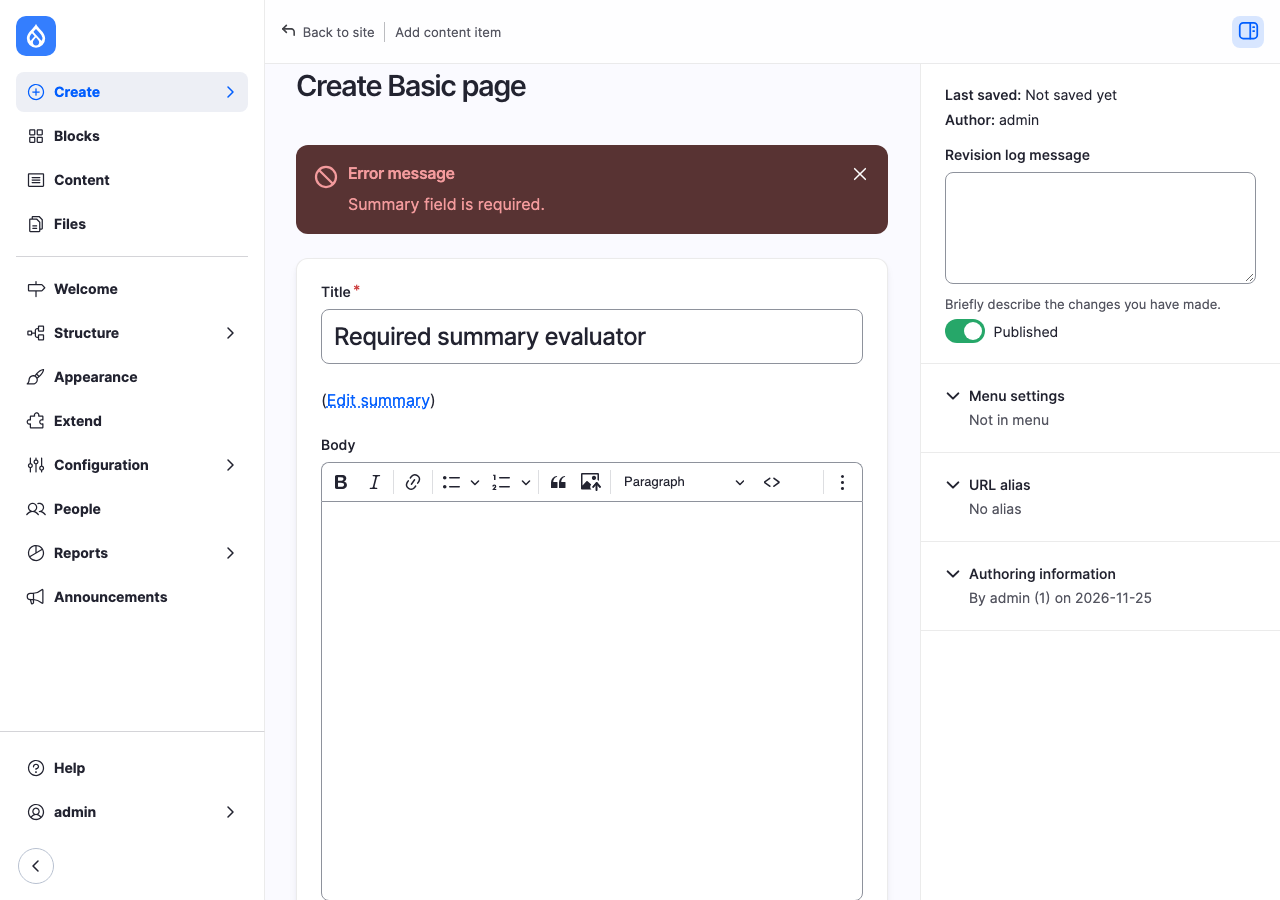 Create
Blocks
Content
Files
Welcome
Structure
Appearance
Extend
Configuration
People
Reports
Announcements
Help
admin
Back to site
Add content item
Create Basic page
Error message
Summary field is required.
Title*
Required summary evaluator
(Edit summary)
Body
Paragraph
Last saved: Not saved yet
Author: admin
Revision log message
Briefly describe the changes you have made.
Published
Menu settings
Not in menu
URL alias
No alias
Authoring information
By admin (1) on 2026-11-25